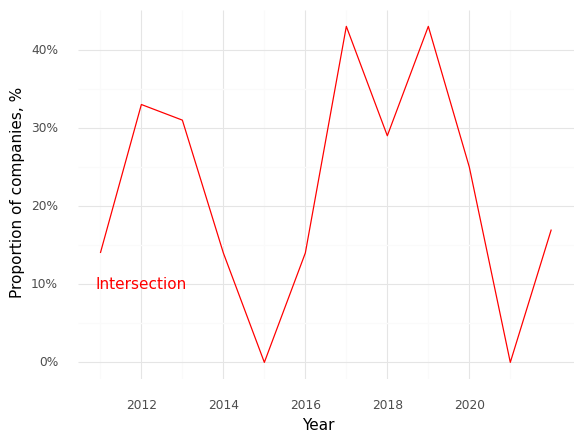 Proportion of companies, %
40%
30%
20%
10%
0%
Intersection
2012 2014 2016 2018 2020
Year